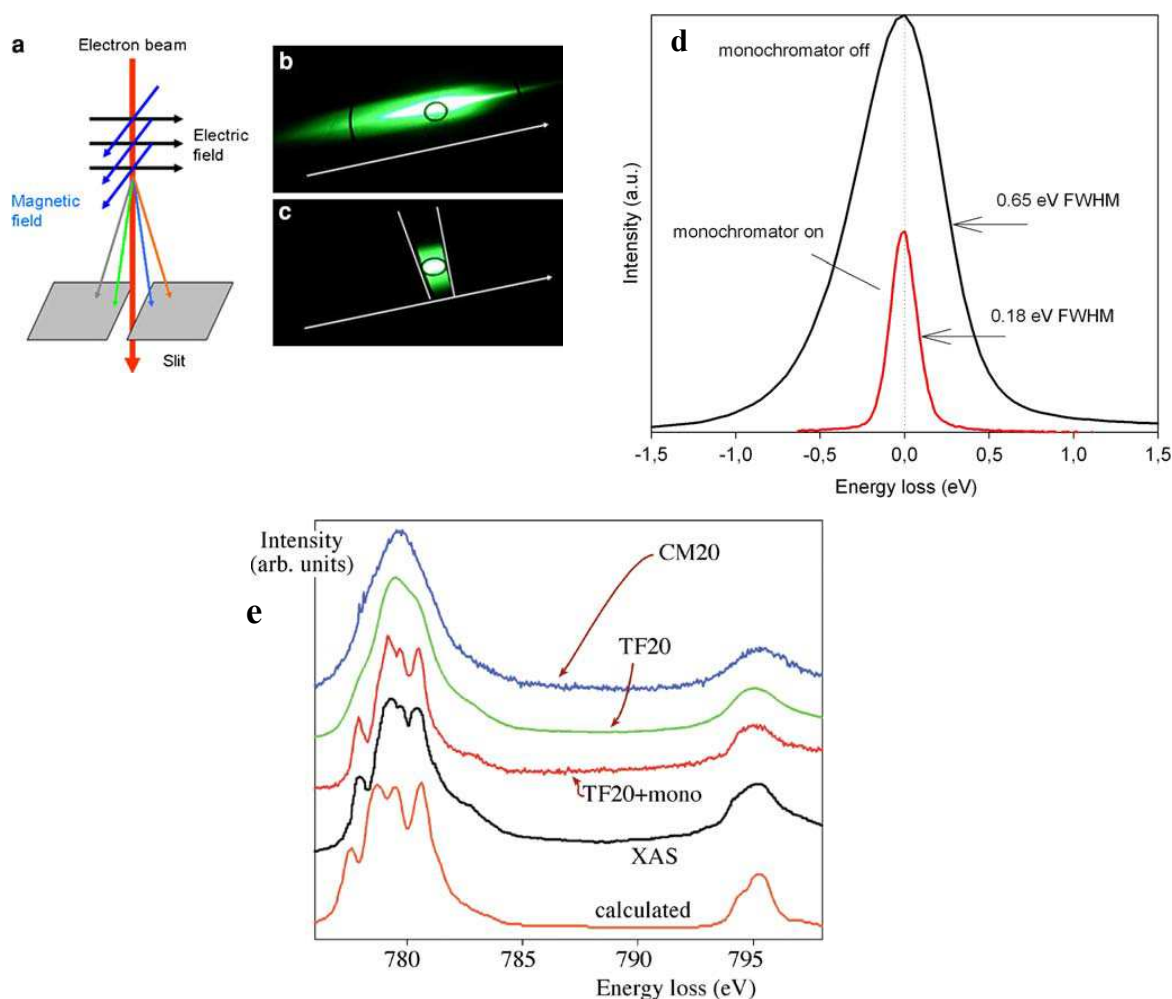 a
Electron beam
Electric
field
Magnetic
field
Slit
b
c
d
monochromator off
monochromator on
0.65 eV FWHM
0.18 eV FWHM
Intensity (a.u.)
-1,5
-1,0
-0,5
0,0
0,5
1,0
1,5
Energy loss (eV)
e
Intensity
(arb. units)
CM20
TF20
TF20+mono
XAS
calculated
780
785
790
795
Energy loss (eV)